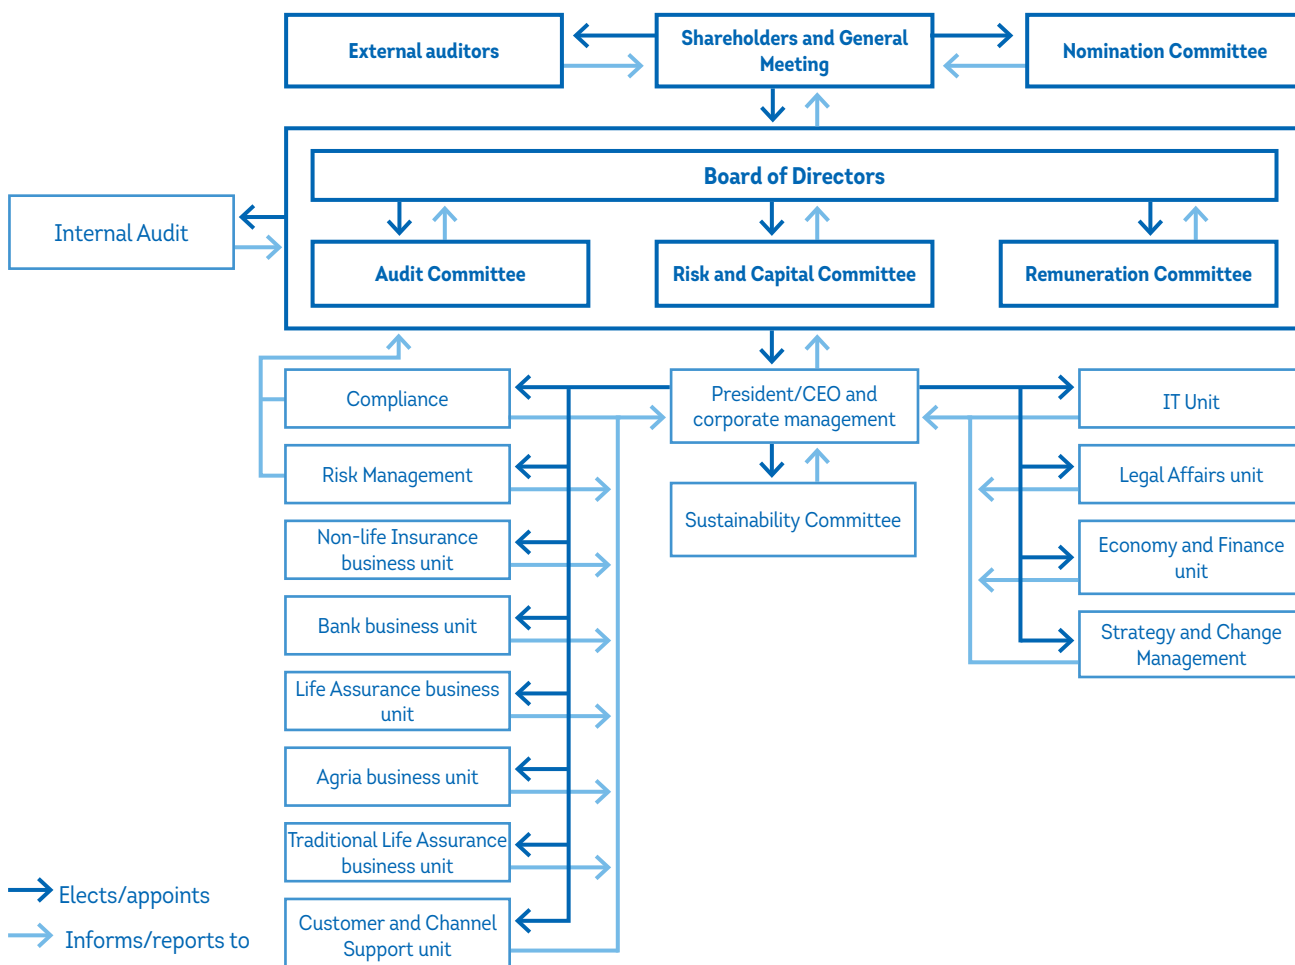 External auditors
Shareholders and General
Meeting
Nomination Committee
Board of Directors
Internal Audit
Audit Committee
Risk and Capital Committee
Remuneration Committee
Compliance
President/CEO and
corporate management
IT Unit
Risk Management
Legal Affairs unit
Sustainability Committee
Non-life Insurance
business unit
Economy and Finance
unit
Bank business unit
Strategy and Change
Management
Life Assurance business
unit
Agria business unit
Traditional Life Assurance
business unit
Elects/appoints
Customer and Channel
Support unit
Informs/reports to